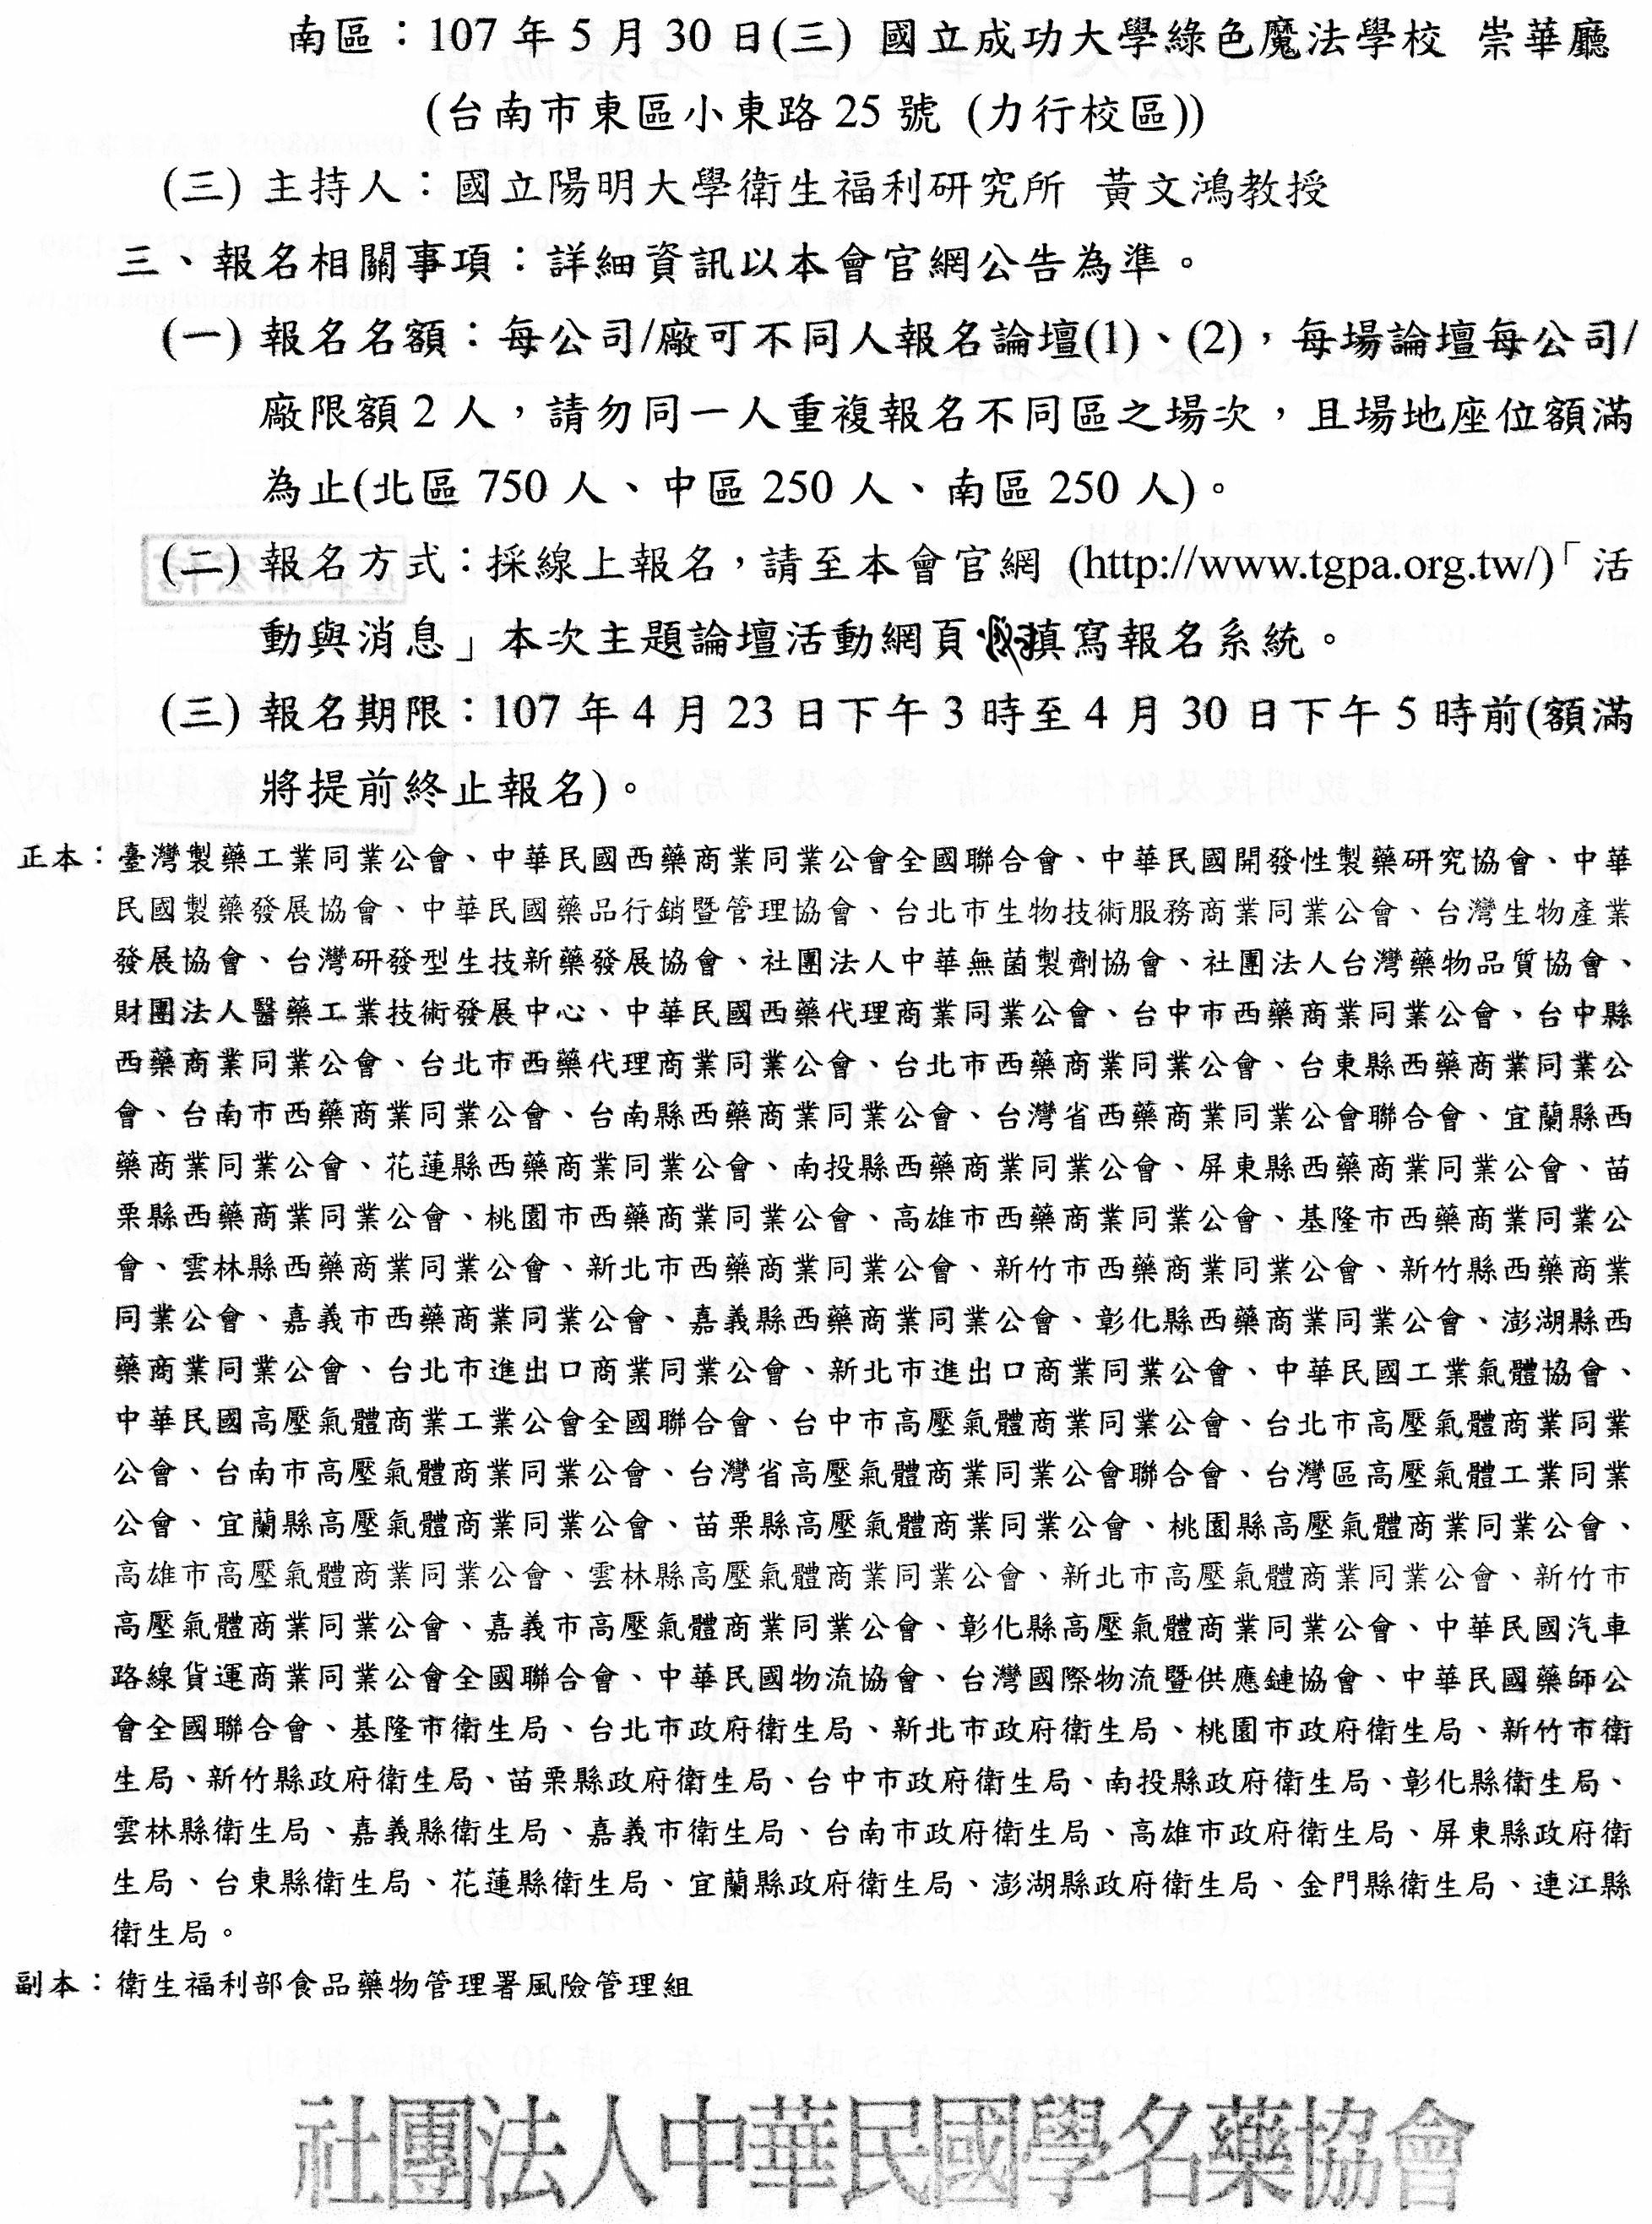 南區：107年5月30日(三) 國立成功大學綠色魔法學校 崇華廳
(台南市東區小東路25號 (力行校區))
(三) 主持人：國立陽明大學衛生福利研究所 黃文鴻教授
三、報名相關事項：詳細資訊以本會官網公告為準。
(一) 報名名額：每公司/廠可不同人報名論壇(1)、(2)，每場論壇每公司/
廠限額2人，請勿同一人重複報名不同區之場次，且場地座位額滿
為止(北區750人、中區250人、南區250人)。
(二) 報名方式：採線上報名，請至本會官網 (http://www.tgpa.org.tw/)「活
動與消息」本次主題論壇活動網頁填寫報名系統。
(三) 報名期限：107年4月23日下午3時至4月30日下午5時前(額滿
將提前終止報名)。
正本：臺灣製藥工業同業公會、中華民國西藥商業同業公會全國聯合會、中華民國開發性製藥研究協會、中華
民國製藥發展協會、中華民國藥品行銷暨管理協會、台北市生物技術服務商業同業公會、台灣生物產業
發展協會、台灣研發型生技新藥發展協會、社團法人中華無菌製劑協會、社團法人台灣藥物品質協會、
財團法人醫藥工業技術發展中心、中華民國西藥代理商業同業公會、台中市西藥商業同業公會、台中縣
西藥商業同業公會、台北市西藥代理商業同業公會、台北市西藥商業同業公會、台東縣西藥商業同業公
會、台南市西藥商業同業公會、台南縣西藥商業同業公會、台灣省西藥商業同業公會聯合會、宜蘭縣西
藥商業同業公會、花蓮縣西藥商業同業公會、南投縣西藥商業同業公會、屏東縣西藥商業同業公會、苗
栗縣西藥商業同業公會、桃園市西藥商業同業公會、高雄市西藥商業同業公會、基隆市西藥商業同業公
會、雲林縣西藥商業同業公會、新北市西藥商業同業公會、新竹市西藥商業同業公會、新竹縣西藥商業
同業公會、嘉義市西藥商業同業公會、嘉義縣西藥商業同業公會、彰化縣西藥商業同業公會、澎湖縣西
藥商業同業公會、台北市進出口商業同業公會、新北市進出口商業同業公會、中華民國工業氣體協會、
中華民國高壓氣體商業工業公會全國聯合會、台中市高壓氣體商業同業公會、台北市高壓氣體商業同業
公會、台南市高壓氣體商業同業公會、台灣省高壓氣體商業同業公會聯合會、台灣區高壓氣體工業同業
公會、宜蘭縣高壓氣體商業同業公會、苗栗縣高壓氣體商業同業公會、桃園縣高壓氣體商業同業公會、
高雄市高壓氣體商業同業公會、雲林縣高壓氣體商業同業公會、新北市高壓氣體商業同業公會、新竹市
高壓氣體商業同業公會、嘉義市高壓氣體商業同業公會、彰化縣高壓氣體商業同業公會、中華民國汽車
路線貨運商業同業公會全國聯合會、中華民國物流協會、台灣國際物流暨供應鏈協會、中華民國藥師公
會全國聯合會、基隆市衛生局、台北市政府衛生局、新北市政府衛生局、桃園市政府衛生局、新竹市衛
生局、新竹縣政府衛生局、苗栗縣政府衛生局、台中市政府衛生局、南投縣政府衛生局、彰化縣衛生局、
雲林縣衛生局、嘉義縣衛生局、嘉義市衛生局、台南市政府衛生局、高雄市政府衛生局、屏東縣政府衛
生局、台東縣衛生局、花蓮縣衛生局、宜蘭縣政府衛生局、澎湖縣政府衛生局、金門縣衛生局、連江縣
衛生局。
副本：衛生福利部食品藥物管理署風險管理組
社團法人中華民國學名藥協會